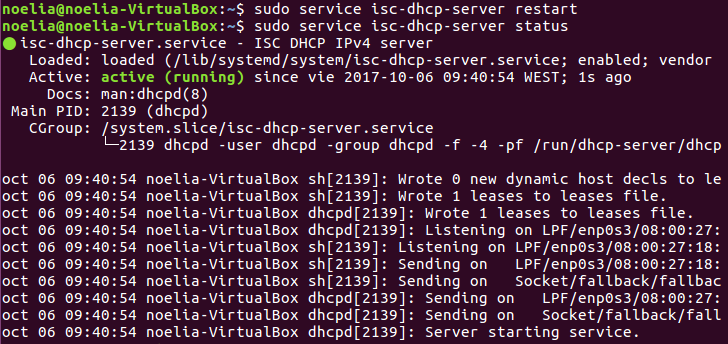 noelia@noelia-VirtualBox:~$ sudo service isc-dhcp-server restart
noelia@noelia-VirtualBox:~$ sudo service isc-dhcp-server status
● isc-dhcp-server.service - ISC DHCP IPv4 server
   Loaded: loaded (/lib/systemd/system/isc-dhcp-server.service; enabled; vendor
   Active: active (running) since vie 2017-10-06 09:40:54 WEST; 1s ago
     Docs: man:dhcpd(8)
 Main PID: 2139 (dhcpd)
   CGroup: /system.slice/isc-dhcp-server.service
           └─2139 dhcpd -user dhcpd -group dhcpd -f -4 -pf /run/dhcp-server/dhcp

oct 06 09:40:54 noelia-VirtualBox sh[2139]: Wrote 0 new dynamic host decls to le
oct 06 09:40:54 noelia-VirtualBox sh[2139]: Wrote 1 leases to leases file.
oct 06 09:40:54 noelia-VirtualBox dhcpd[2139]: Wrote 1 leases to leases file.
oct 06 09:40:54 noelia-VirtualBox dhcpd[2139]: Listening on LPF/enp0s3/08:00:27:
oct 06 09:40:54 noelia-VirtualBox sh[2139]: Listening on LPF/enp0s3/08:00:27:18:
oct 06 09:40:54 noelia-VirtualBox sh[2139]: Sending on   LPF/enp0s3/08:00:27:18:
oct 06 09:40:54 noelia-VirtualBox sh[2139]: Sending on   Socket/fallback/fallbac
oct 06 09:40:54 noelia-VirtualBox dhcpd[2139]: Sending on   LPF/enp0s3/08:00:27:
oct 06 09:40:54 noelia-VirtualBox dhcpd[2139]: Sending on   Socket/fallback/fall
oct 06 09:40:54 noelia-VirtualBox dhcpd[2139]: Server starting service.